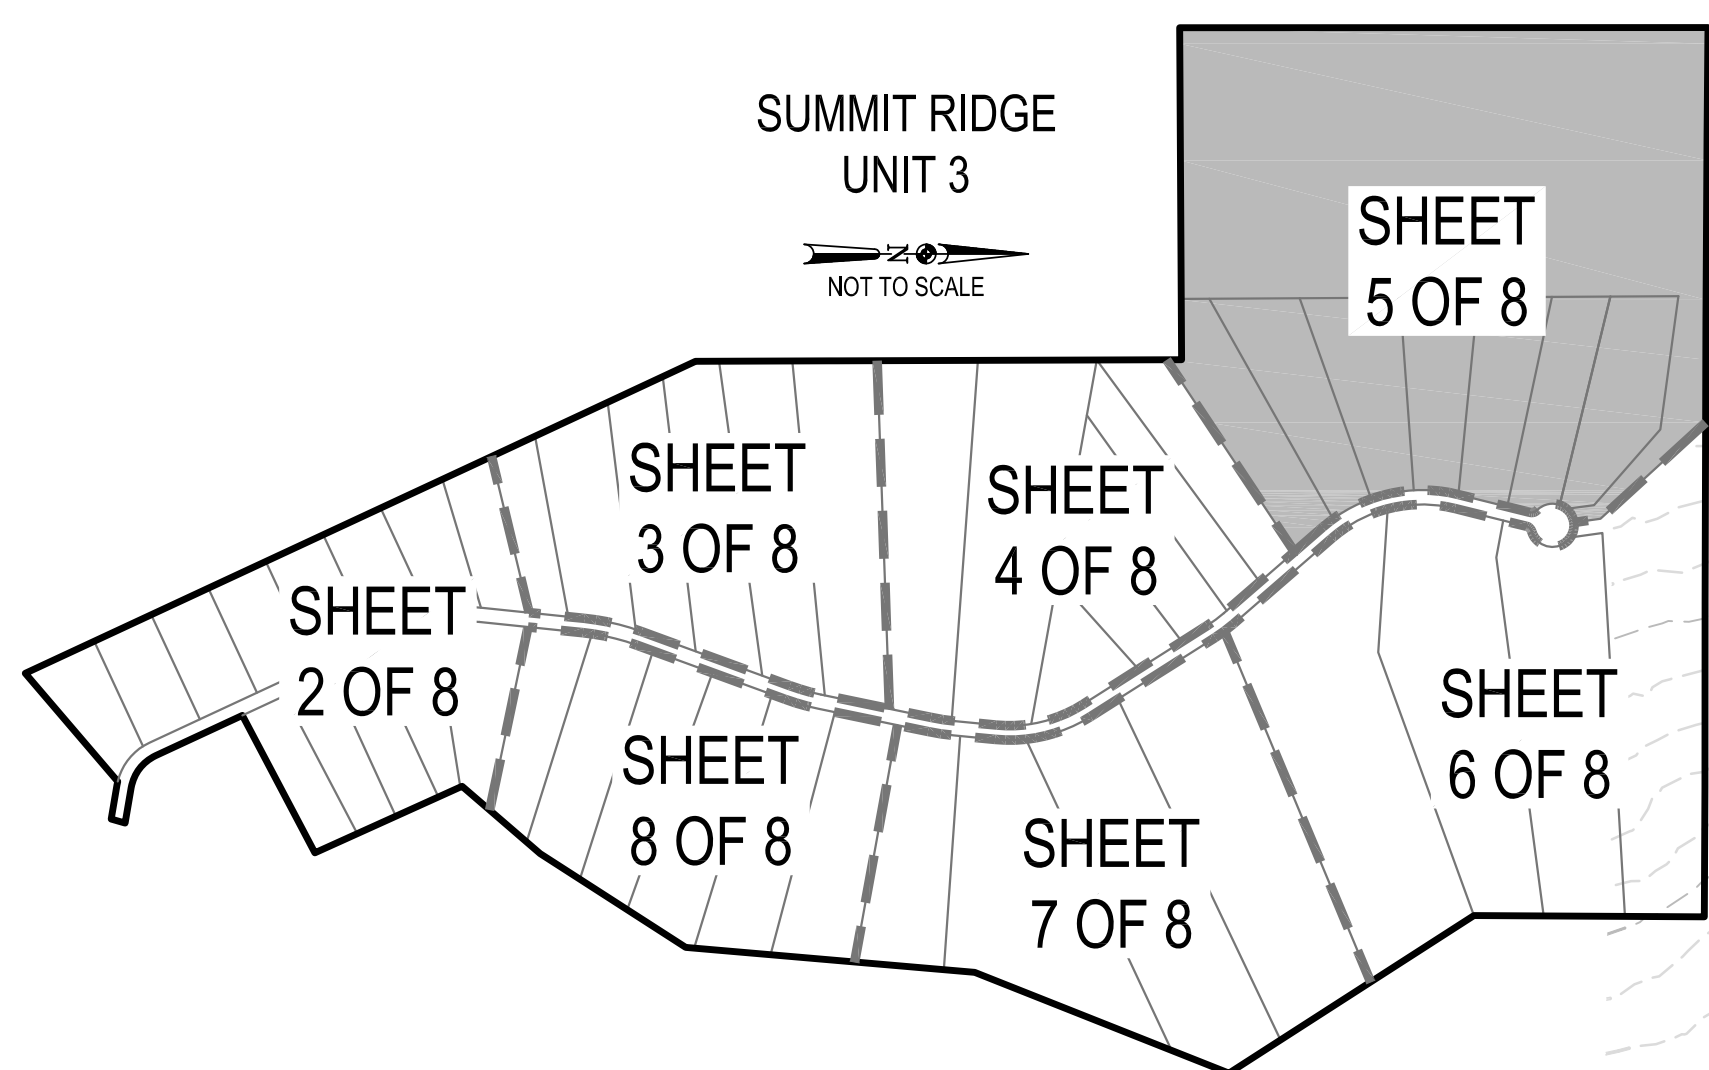 SUMMIT RIDGE
UNIT 3
N
NOT TO SCALE
SHEET
5 OF 8
SHEET
3 OF 8
SHEET
4 OF 8
SHEET
2 OF 8
SHEET
6 OF 8
SHEET
8 OF 8
SHEET
7 OF 8